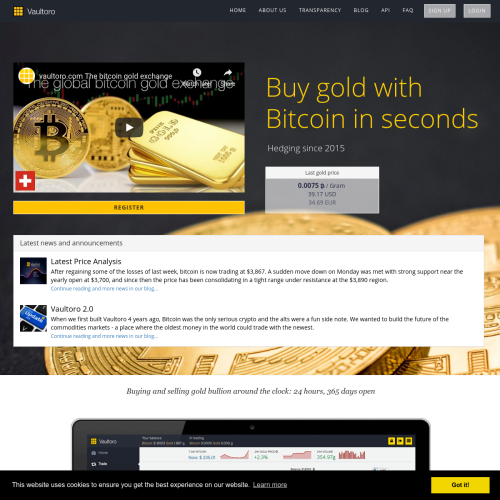 Vaultoro
HOME ABOUT US TRANSPARENCY BLOG API FAQ SIGN UP LOGIN
vaultoro.com The bitcoin gold exchange
The global bitcoin gold exchange
Buy gold with
Bitcoin in seconds
Hedging since 2015
Last gold price
0.0075 ฿ / Gram
39.17 USD
34.69 EUR
REGISTER
Latest news and announcements
Latest Price Analysis
After regaining some of the losses of last week, bitcoin is now trading at $3,867. A sudden move down on Monday was met with strong support near the
yearly open at $3,700, and since then the price has been consolidating in a tight range under resistance at the $3,890 region.
Continue reading and more news in our blog...
Vaultoro 2.0
When we first built Vaultoro 4 years ago, Bitcoin was the only serious crypto and the alts were a fun side note. We wanted to build the future of the
commodities markets - a place where the oldest money in the world could trade with the newest.
Continue reading and more news in our blog...
Buying and selling gold bullion around the clock: 24 hours, 365 days open
Vaultoro
Your balance
Home
Trade
+2.3%
354.97g
This website uses cookies to ensure you get the best experience on our website. Learn more
Got it!